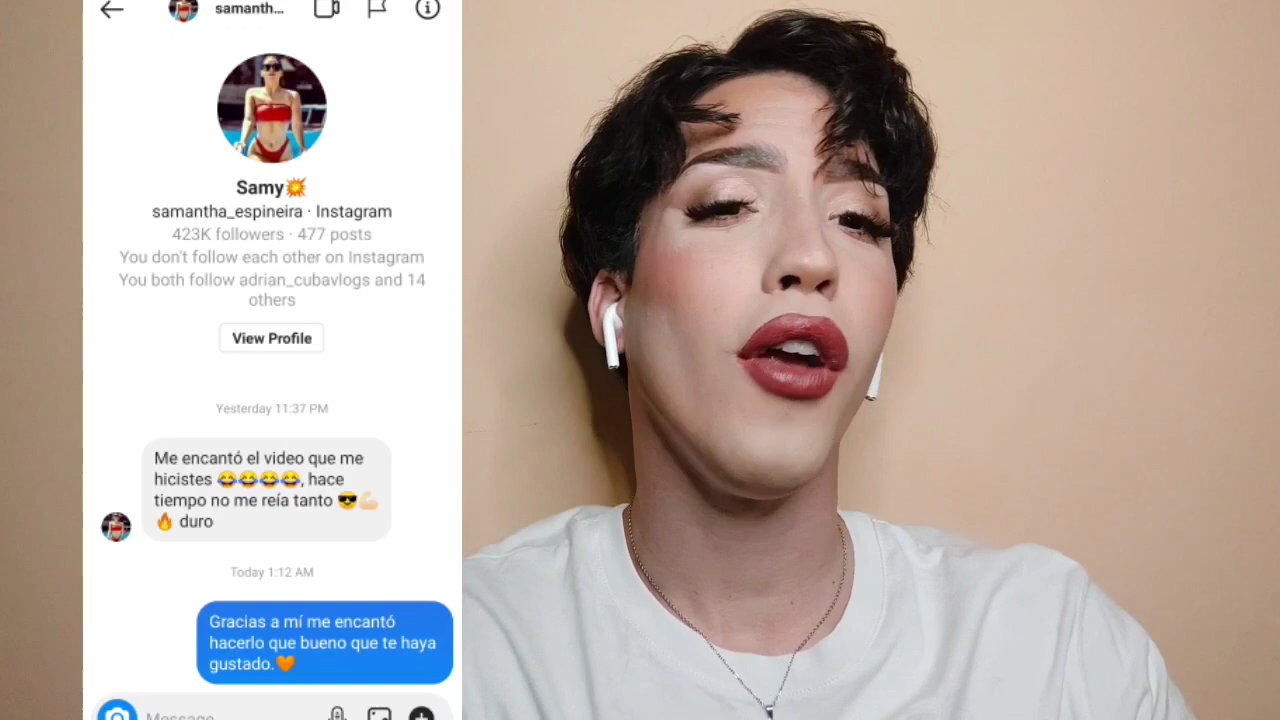 samanth...
Samy💥
samantha_espineira · Instagram
423K followers · 477 posts
You don't follow each other on Instagram
You both follow adrian_cubavlogs and 14
others
View Profile
Yesterday 11:37 PM
Me encantó el video que me
hicistes 😂😂😂😂, hace
tiempo no me reía tanto 😎💪🏻
🔥 duro
Today 1:12 AM
Gracias a mí me encantó
hacerlo que bueno que te haya
gustado.🧡
Message